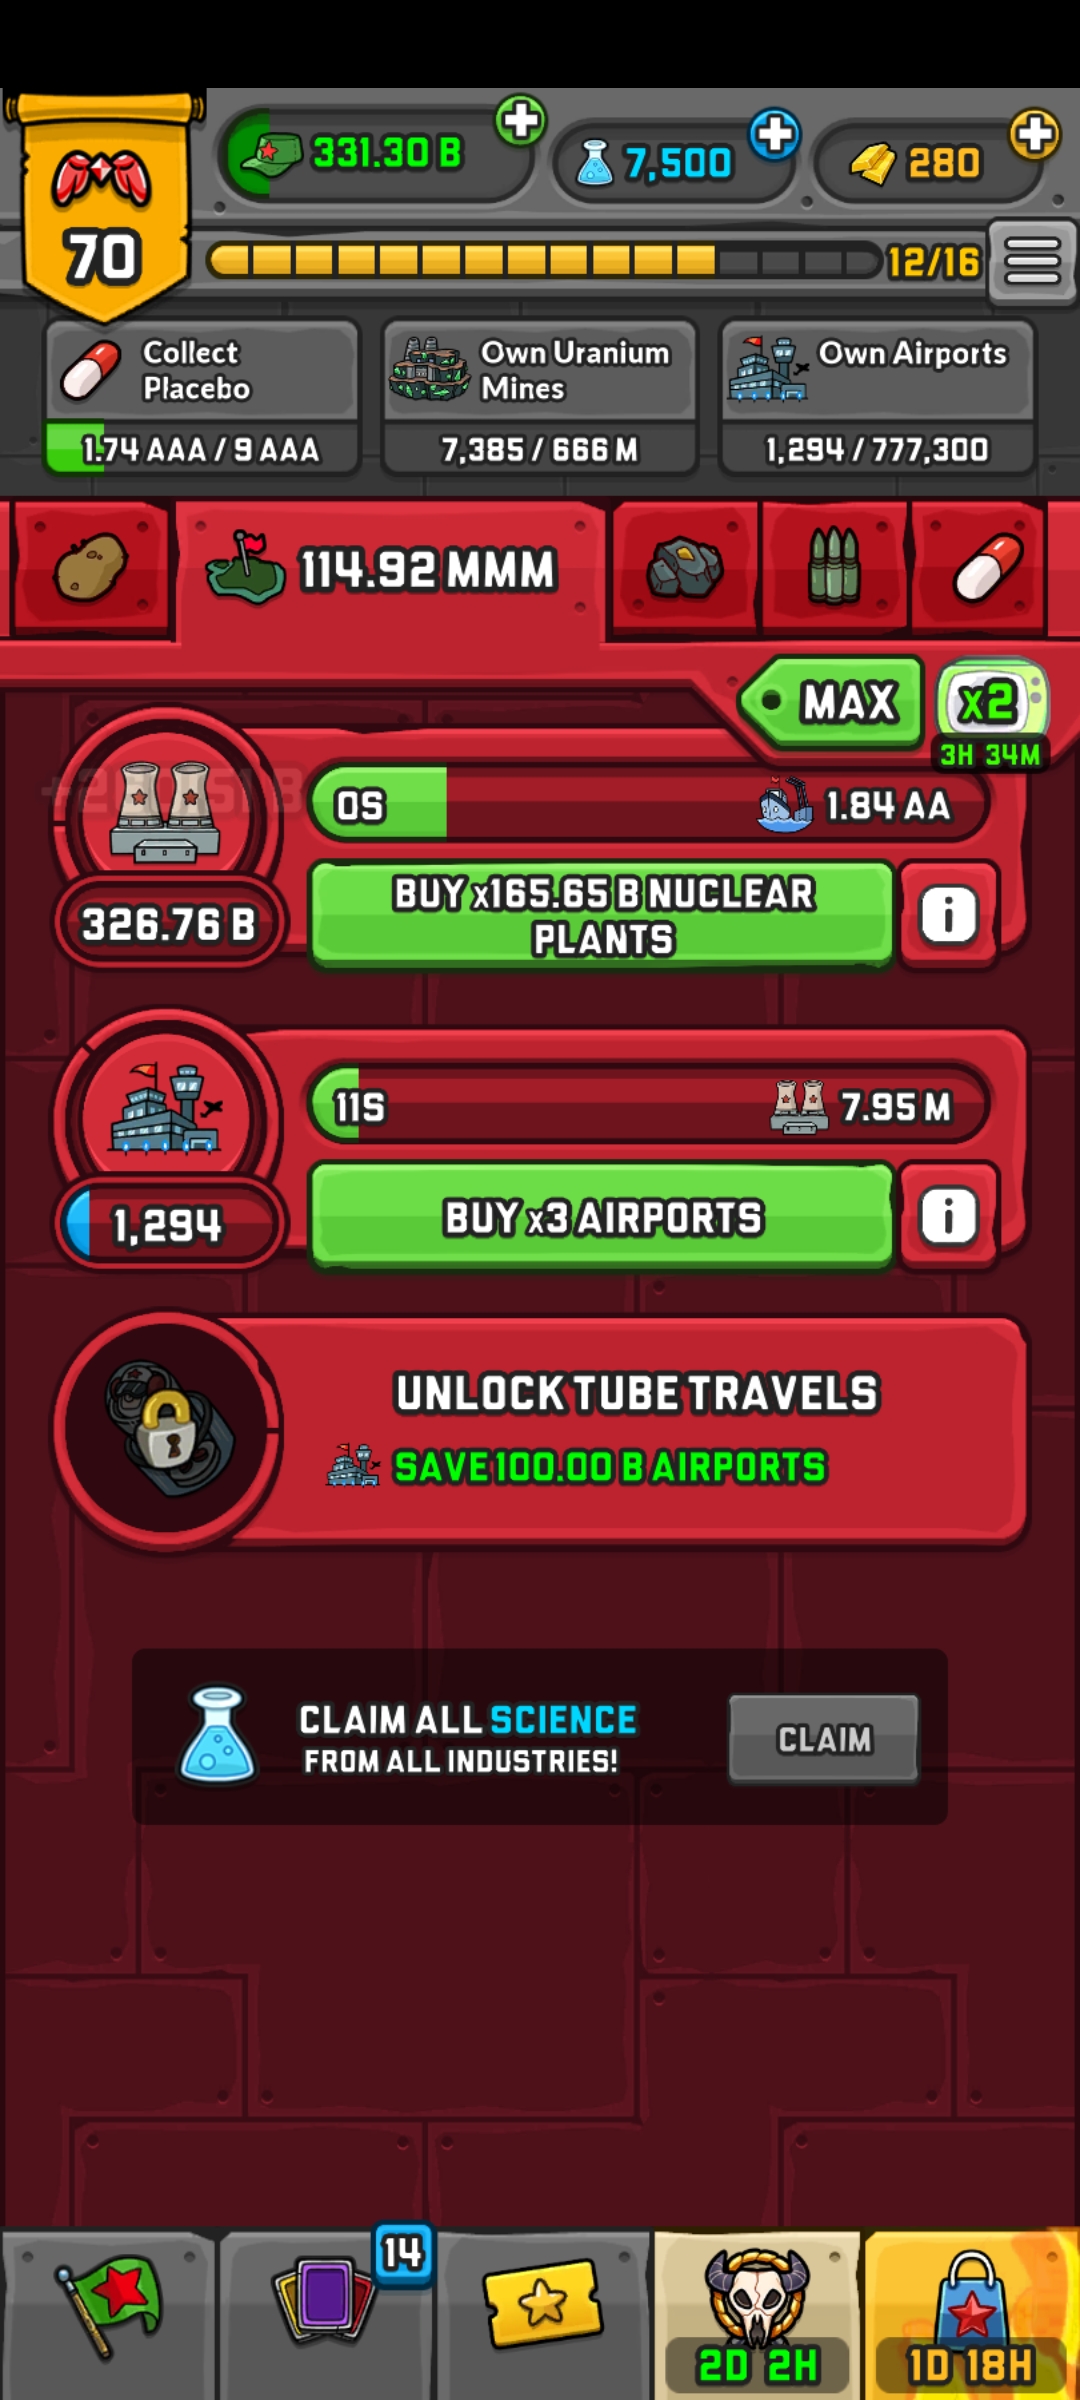 331.30 B
7,500
280
70
12/16
Collect
Placebo
1.74 AAA / 9 AAA
Own Uranium
Mines
7,385 / 666 M
Own Airports
1,294 / 777,300
114.92 MMM
MAX
x2
3H 34M
0S
1.84 AA
326.76 B
BUY x165.65 B NUCLEAR
PLANTS
i
11S
7.95 M
1,294
BUY x3 AIRPORTS
i
UNLOCK TUBE TRAVELS
SAVE 100.00 B AIRPORTS
CLAIM ALL SCIENCE
FROM ALL INDUSTRIES!
CLAIM
14
2D 2H
1D 18H